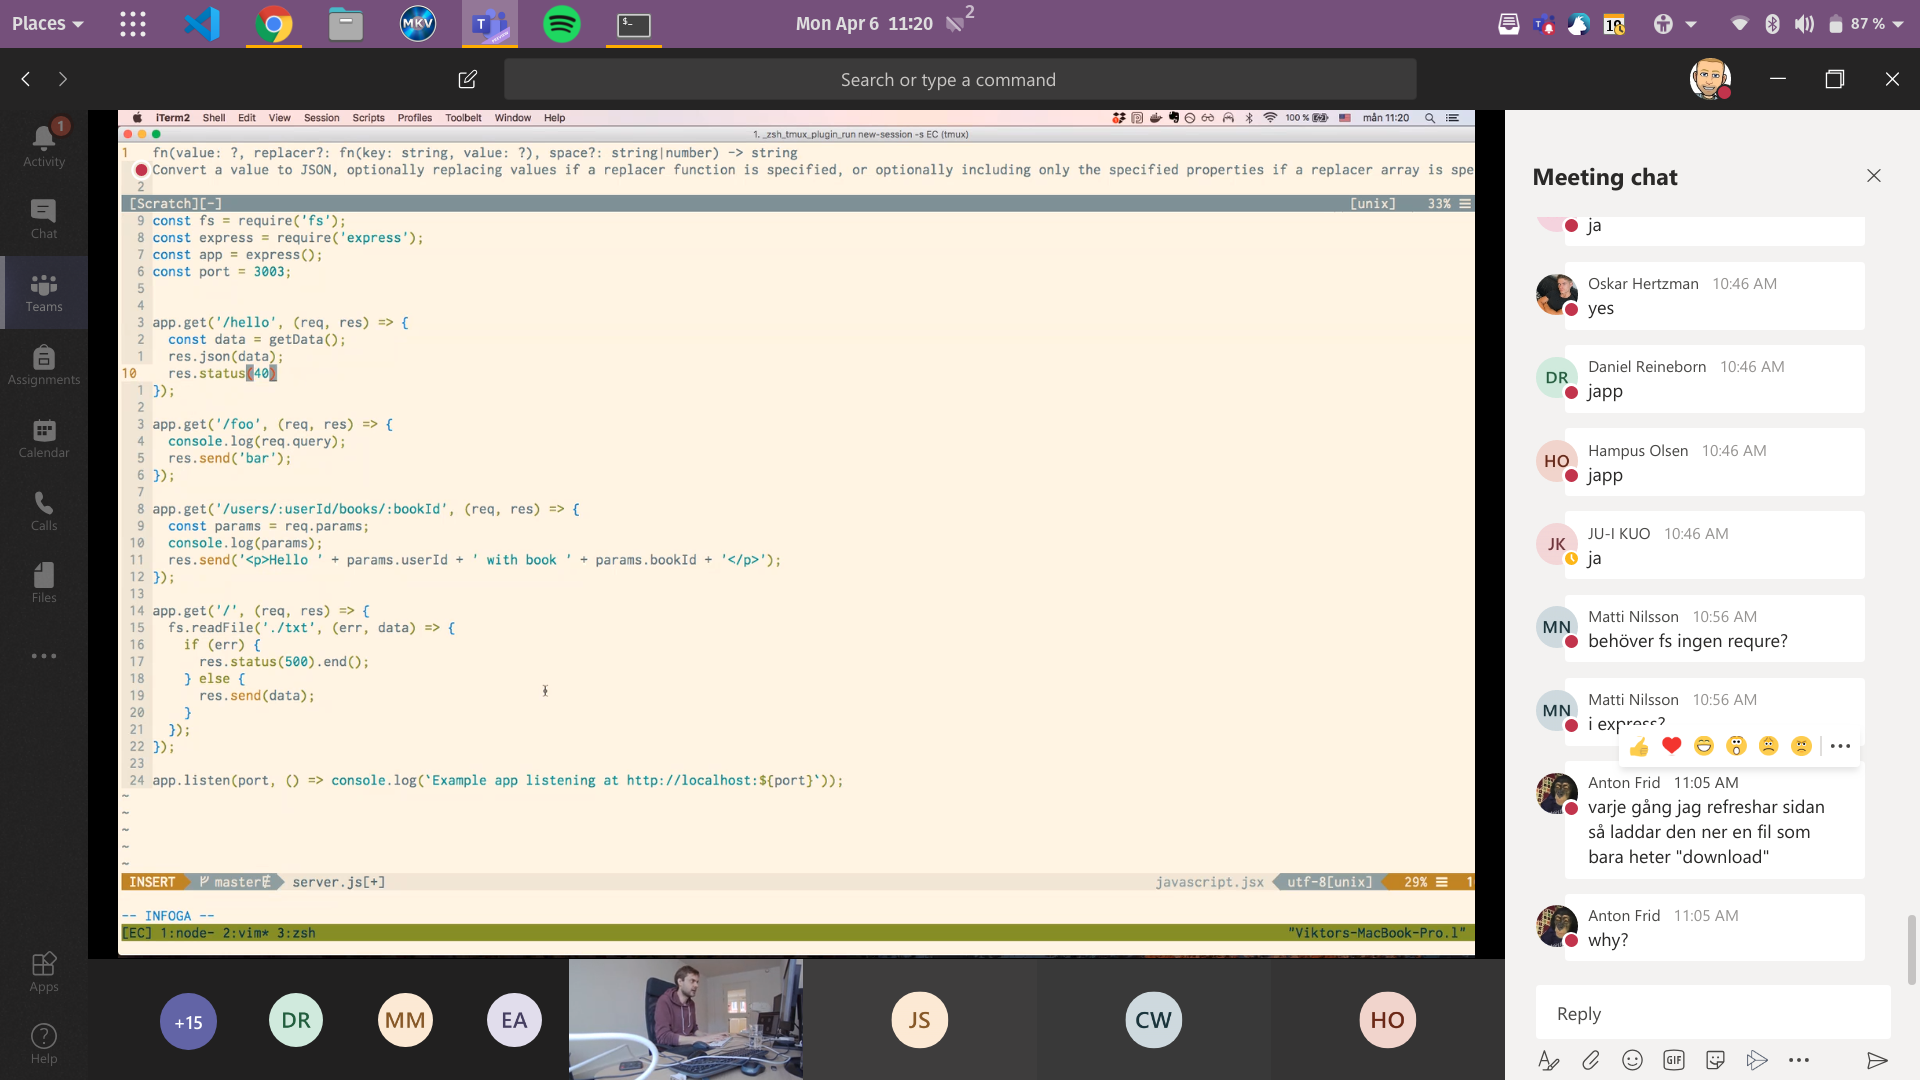 Places
MKV
T
$_
Mon Apr 6 11:20
2
87 %
Search or type a command
1
Activity
Chat
Teams
Assignments
Calendar
Calls
Files
Apps
Help
iTerm2 Shell Edit View Session Scripts Profiles Toolbelt Window Help
100 %
mån 11:20
1. _zsh_tmux_plugin_run new-session -s EC (tmux)
1 fn(value: ?, replacer?: fn(key: string, value: ?), space?: string|number) -> string
Convert a value to JSON, optionally replacing values if a replacer function is specified, or optionally including only the specified properties if a replacer array is spe
2
[Scratch][-] [unix] 33% ☰
9 const fs = require('fs');
8 const express = require('express');
7 const app = express();
6 const port = 3003;
5
4
3 app.get('/hello', (req, res) => {
2   const data = getData();
1   res.json(data);
10   res.status(40)
1 });
2
3 app.get('/foo', (req, res) => {
4   console.log(req.query);
5   res.send('bar');
6 });
7
8 app.get('/users/:userId/books/:bookId', (req, res) => {
9   const params = req.params;
10   console.log(params);
11   res.send('<p>Hello ' + params.userId + ' with book ' + params.bookId + '</p>');
12 });
13
14 app.get('/', (req, res) => {
15   fs.readFile('./txt', (err, data) => {
16     if (err) {
17       res.status(500).end();
18     } else {
19       res.send(data);
20     }
21   });
22 });
23
24 app.listen(port, () => console.log(`Example app listening at http://localhost:${port}`));
~
~
~
~
~
INSERT master server.js[+] javascript.jsx utf-8[unix] 29% ☰ 1
-- INFOGA --
[EC] 1:node- 2:vim* 3:zsh "Viktors-MacBook-Pro.l"
+15
DR
MM
EA
JS
CW
HO
Meeting chat
ja
Oskar Hertzman 10:46 AM
yes
DR
Daniel Reineborn 10:46 AM
japp
HO
Hampus Olsen 10:46 AM
japp
JK
JU-I KUO 10:46 AM
ja
MN
Matti Nilsson 10:56 AM
behöver fs ingen requre?
MN
Matti Nilsson 10:56 AM
i express?
Anton Frid 11:05 AM
varje gång jag refreshar sidan
så laddar den ner en fil som
bara heter "download"
Anton Frid 11:05 AM
why?
Reply
GIF